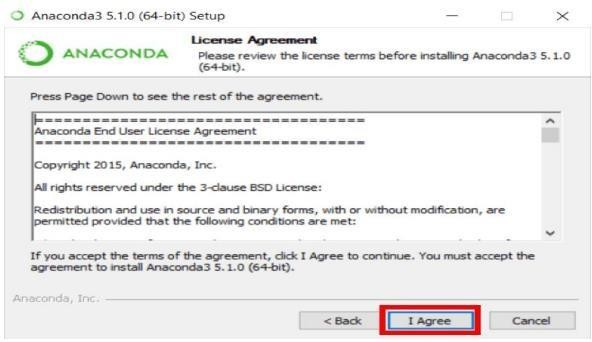 Anaconda3 5.1.0 (64-bit) Setup
ANACONDA
License Agreement
Please review the license terms before installing Anaconda3 5.1.0
(64-bit).
Press Page Down to see the rest of the agreement.
====================================
Anaconda End User License Agreement
====================================
Copyright 2015, Anaconda, Inc.
All rights reserved under the 3-clause BSD License:
Redistribution and use in source and binary forms, with or without modification, are
permitted provided that the following conditions are met:
If you accept the terms of the agreement, click I Agree to continue. You must accept the
agreement to install Anaconda3 5.1.0 (64-bit).
Anaconda, Inc.
< Back
I Agree
Cancel